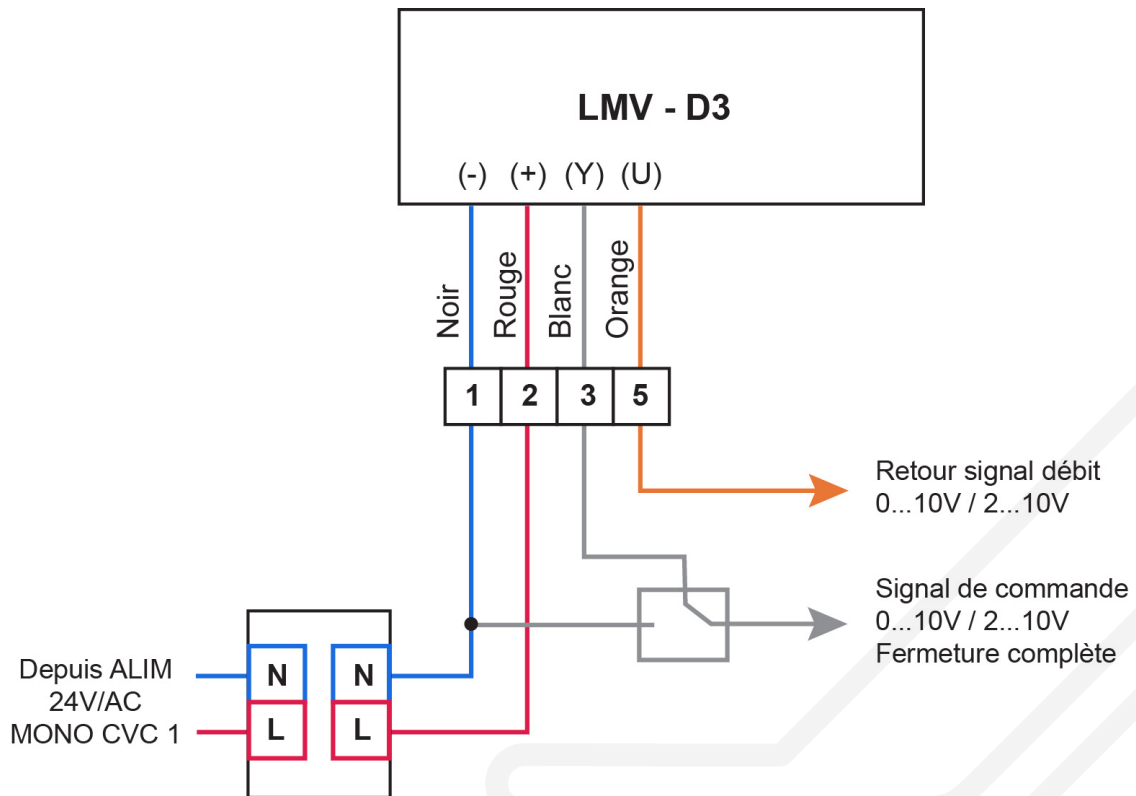 LMV - D3
(-) (+) (Y) (U)
Noir
Rouge
Blanc
Orange
1 2 3 5
Retour signal débit
0...10V / 2...10V
Signal de commande
0...10V / 2...10V
Fermeture complète
Depuis ALIM
24V/AC
MONO CVC 1
N N
L L